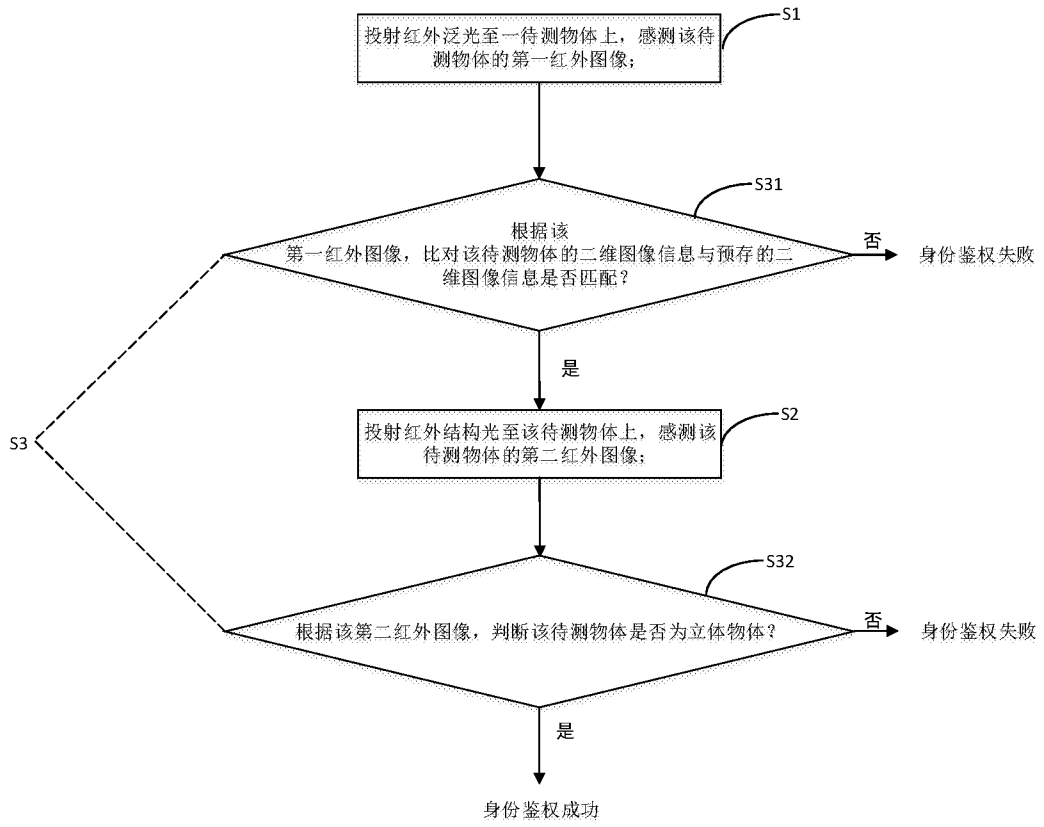 S1
投射红外泛光至一待测物体上，感测该待
测物体的第一红外图像；
S31
根据该
第一红外图像，比对该待测物体的二维图像信息与预存的二
维图像信息是否匹配？
否
身份鉴权失败
是
S2
投射红外结构光至该待测物体上，感测该
待测物体的第二红外图像；
S3
S32
根据该第二红外图像，判断该待测物体是否为立体物体？
否
身份鉴权失败
是
身份鉴权成功